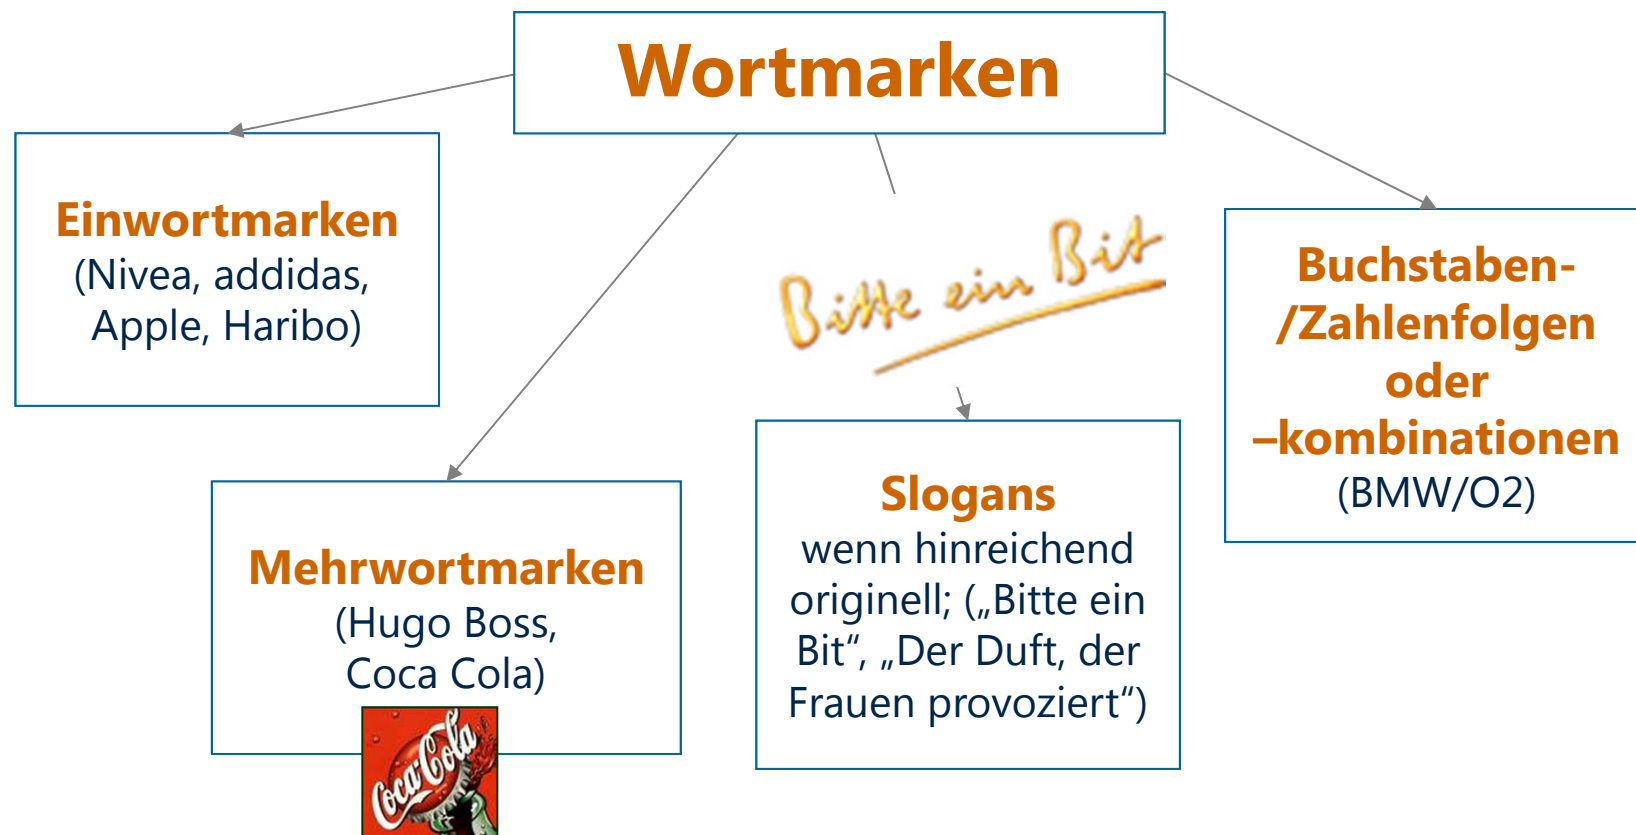 Wortmarken
Einwortmarken
(Nivea, addidas,
Apple, Haribo)
Mehrwortmarken
(Hugo Boss,
Coca Cola)
Coca-Cola
Bitte ein Bit
Slogans
wenn hinreichend
originell; („Bitte ein
Bit“, „Der Duft, der
Frauen provoziert“)
Buchstaben-
/Zahlenfolgen
oder
–kombinationen
(BMW/O2)